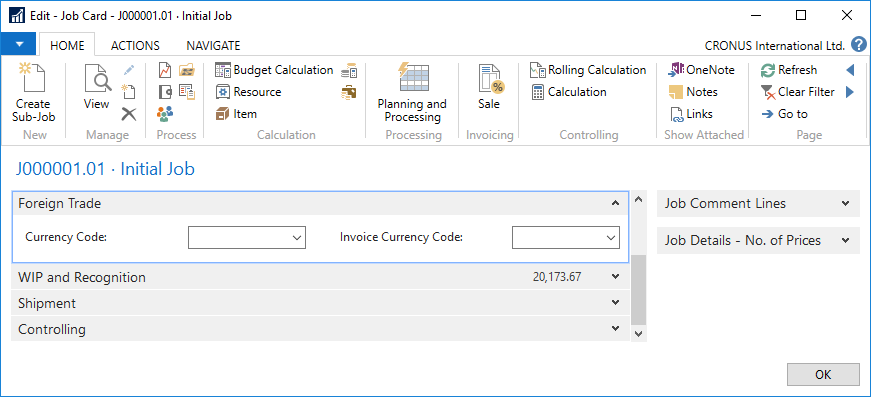 Edit - Job Card - J000001.01 · Initial Job
HOME ACTIONS NAVIGATE CRONUS International Ltd. ?
Create Sub-Job
New
View
Manage
Process
Budget Calculation
Resource
Item
Calculation
Planning and Processing
Processing
Sale
Invoicing
Rolling Calculation
Calculation
Controlling
OneNote
Notes
Links
Show Attached
Refresh
Clear Filter
Go to
Page
J000001.01 · Initial Job
Foreign Trade
Currency Code: Invoice Currency Code:
WIP and Recognition 20,173.67
Shipment
Controlling
Job Comment Lines
Job Details - No. of Prices
OK